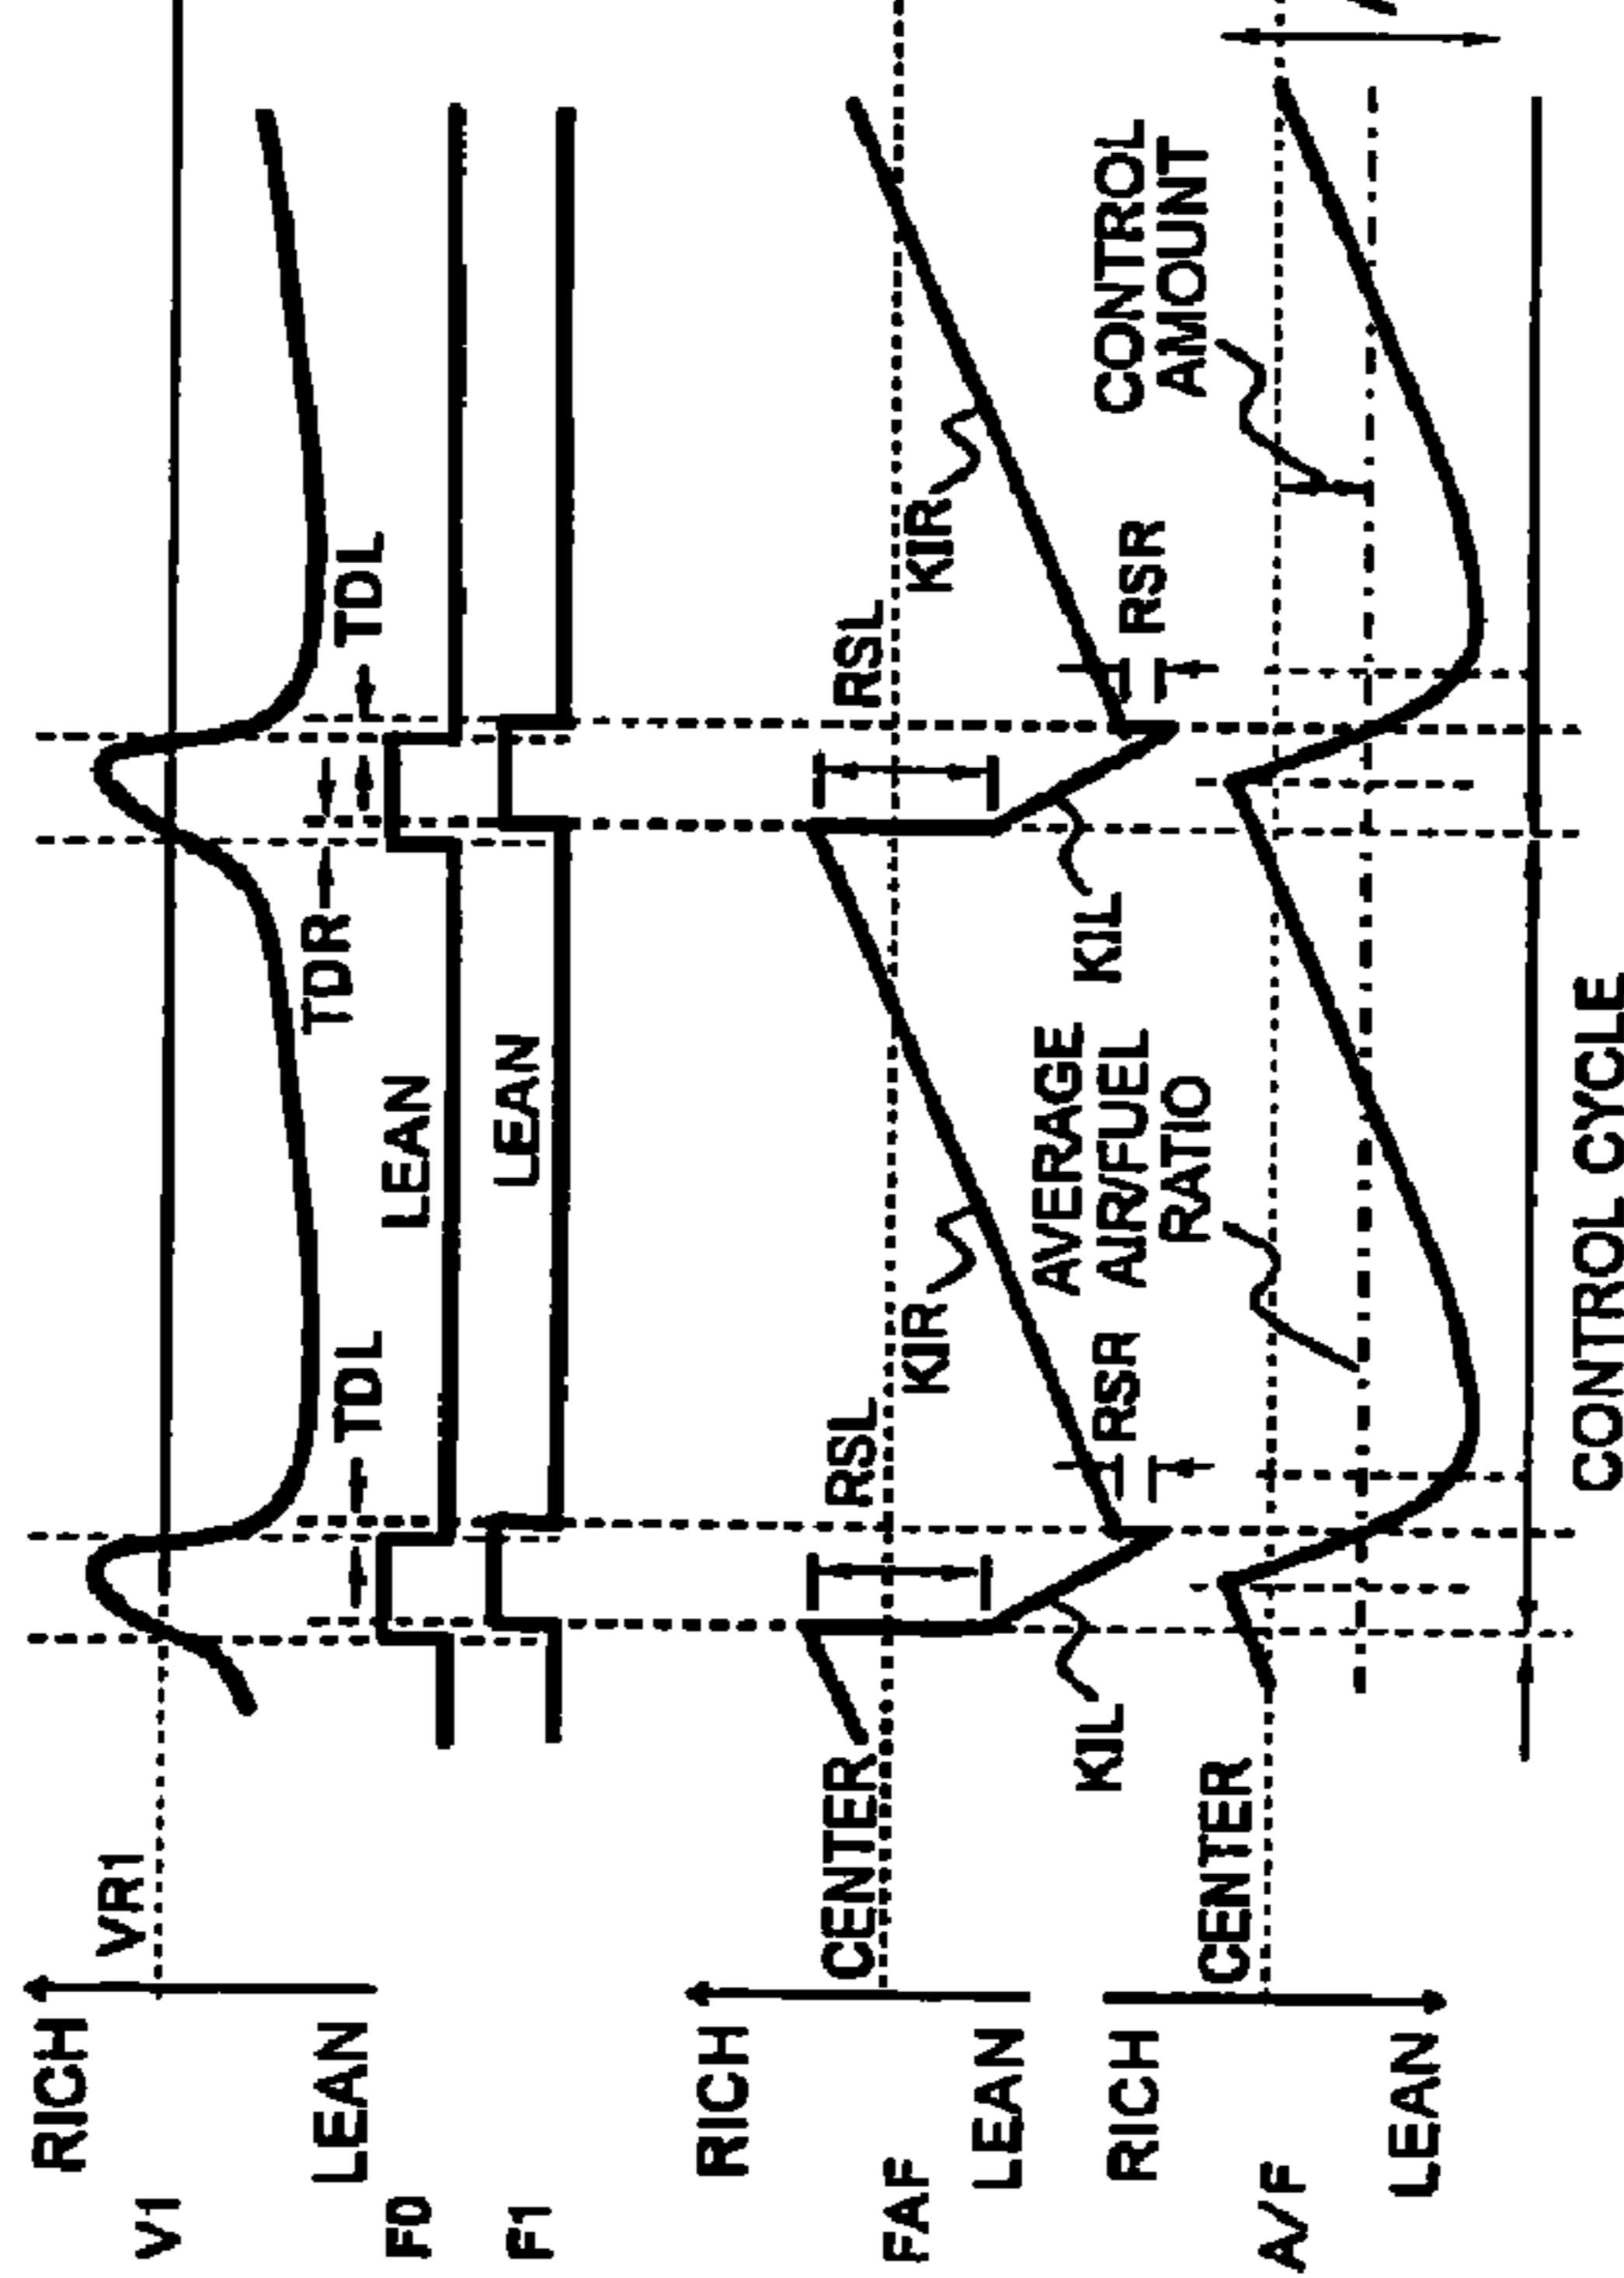 RICH
VR1
V1
LEAN
TDL
TDR
TDL
F0
LEAN
F1
LEAN
RICH
CENTER
RSL
RSL
FAF
KIR
KIR
LEAN
KIL
KIL
RSR
RSR
RICH
CENTER
AVERAGE
AIR/FUEL
RATIO
CONTROL
AMOUNT
A/F
LEAN
CONTROL CYCLE